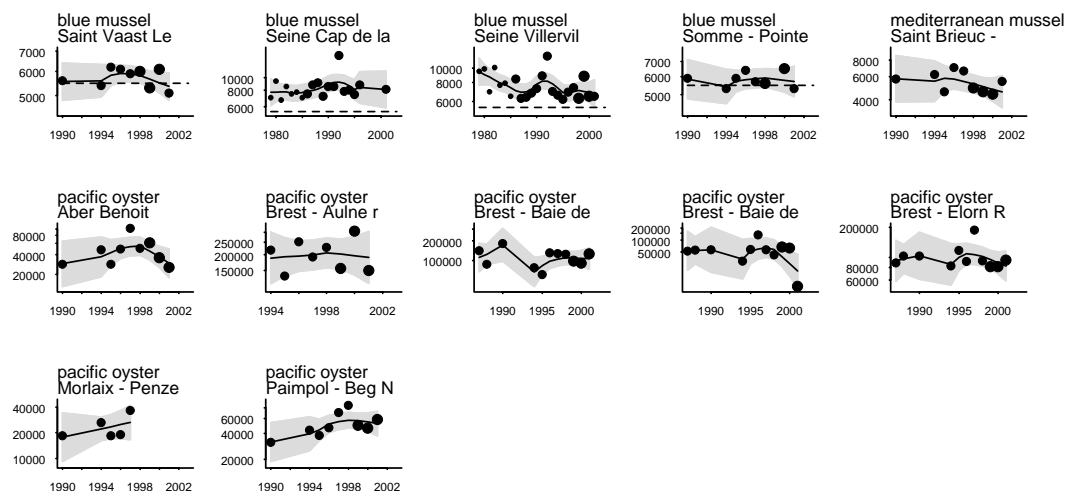 blue mussel
Saint Vaast Le
7000
6000
5000
1990 1994 1998 2002
blue mussel
Seine Cap de la
10000
8000
6000
1980 1990 2000
blue mussel
Seine Villervil
10000
8000
6000
1980 1990 2000
blue mussel
Somme - Pointe
7000
6000
5000
1990 1994 1998 2002
mediterranean mussel
Saint Brieuc -
8000
6000
4000
1990 1994 1998 2002
pacific oyster
Aber Benoit
80000
40000
20000
1990 1994 1998 2002
pacific oyster
Brest - Aulne r
250000
200000
150000
1994 1998 2002
pacific oyster
Brest - Baie de
200000
100000
1990 1995 2000
pacific oyster
Brest - Baie de
200000
100000
50000
1990 1995 2000
pacific oyster
Brest - Elorn R
200000
80000
60000
1990 1995 2000
pacific oyster
Morlaix - Penze
40000
20000
10000
1990 1994 1998 2002
pacific oyster
Paimpol - Beg N
60000
40000
20000
1990 1994 1998 2002